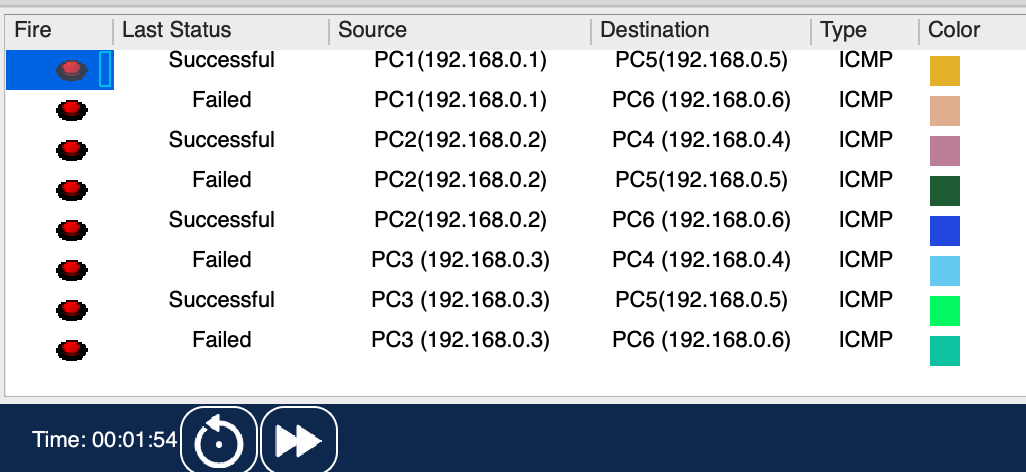 Fire Last Status Source Destination Type Color
Successful PC1(192.168.0.1) PC5(192.168.0.5) ICMP
Failed PC1(192.168.0.1) PC6 (192.168.0.6) ICMP
Successful PC2(192.168.0.2) PC4 (192.168.0.4) ICMP
Failed PC2(192.168.0.2) PC5(192.168.0.5) ICMP
Successful PC2(192.168.0.2) PC6 (192.168.0.6) ICMP
Failed PC3 (192.168.0.3) PC4 (192.168.0.4) ICMP
Successful PC3 (192.168.0.3) PC5(192.168.0.5) ICMP
Failed PC3 (192.168.0.3) PC6 (192.168.0.6) ICMP
Time: 00:01:54